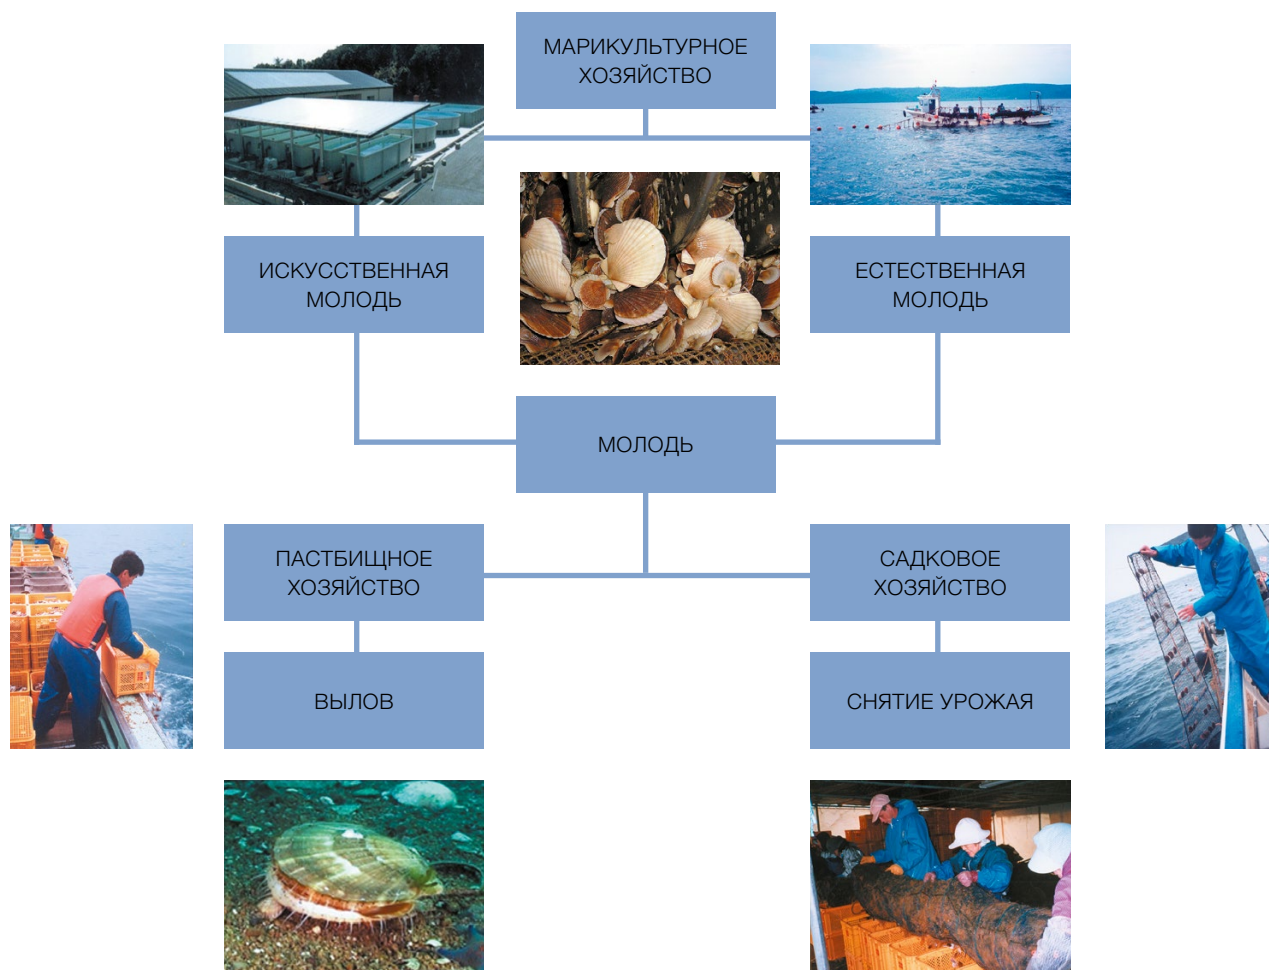 МАРИКУЛЬТУРНОЕ
ХОЗЯЙСТВО
ИСКУССТВЕННАЯ
МОЛОДЬ
ЕСТЕСТВЕННАЯ
МОЛОДЬ
МОЛОДЬ
ПАСТБИЩНОЕ
ХОЗЯЙСТВО
САДКОВОЕ
ХОЗЯЙСТВО
ВЫЛОВ
СНЯТИЕ УРОЖАЯ